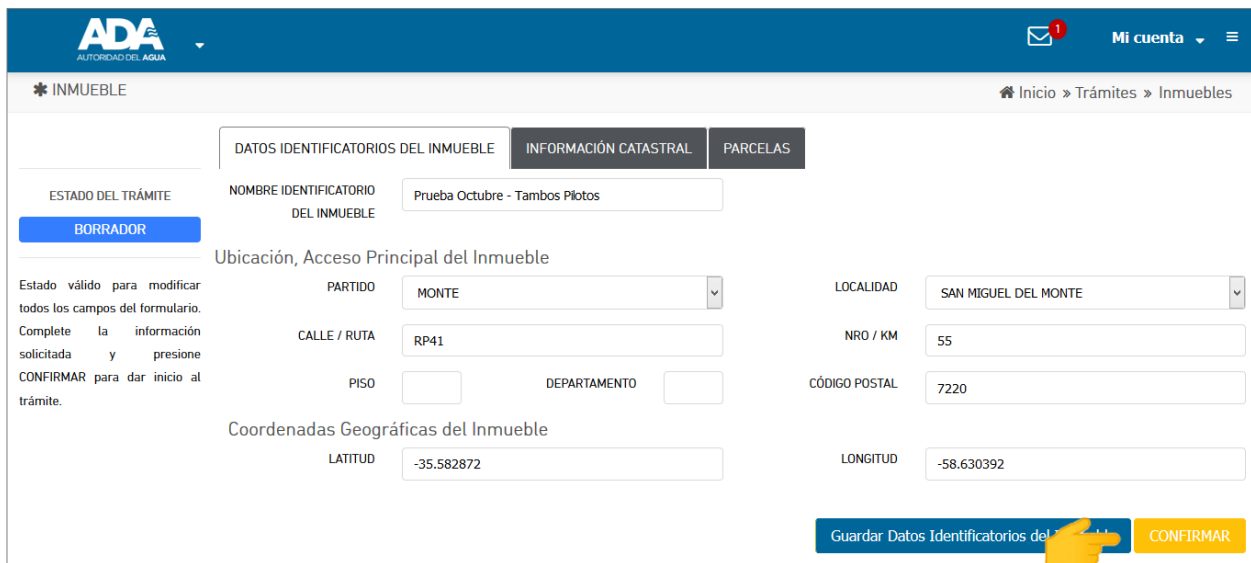 ADA
AUTORIDAD DEL AGUA
1
Mi cuenta
INMUEBLE
Inicio » Trámites » Inmuebles
DATOS IDENTIFICATORIOS DEL INMUEBLE
INFORMACIÓN CATASTRAL
PARCELAS
ESTADO DEL TRÁMITE
BORRADOR
Estado válido para modificar
todos los campos del formulario.
Complete la información
solicitada y presione
CONFIRMAR para dar inicio al
trámite.
NOMBRE IDENTIFICATORIO
DEL INMUEBLE
Prueba Octubre - Tambos Pilotos
Ubicación, Acceso Principal del Inmueble
PARTIDO MONTE LOCALIDAD SAN MIGUEL DEL MONTE
CALLE / RUTA RP41 NRO / KM 55
PISO DEPARTAMENTO CÓDIGO POSTAL 7220
Coordenadas Geográficas del Inmueble
LATITUD -35.582872 LONGITUD -58.630392
Guardar Datos Identificatorios del CONFIRMAR